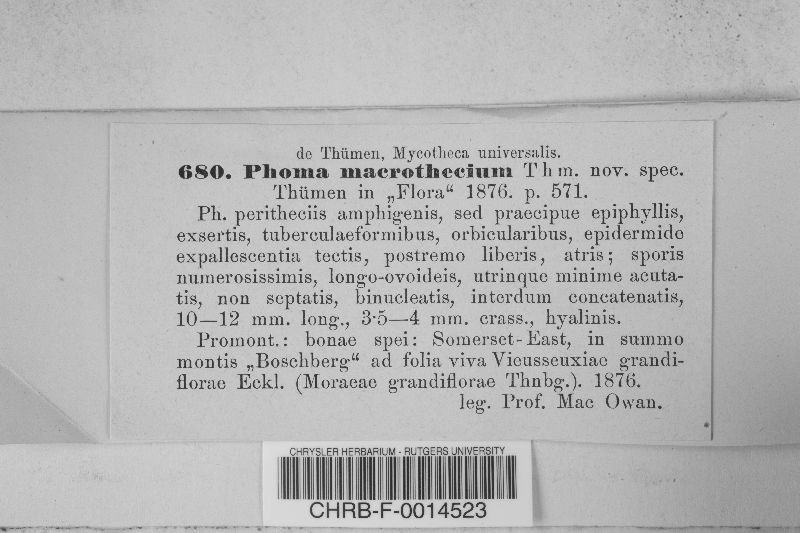 de Thümen, Mycotheca universalis.
680. Phoma macrothecium Thm. nov. spec.
Thümen in „Flora“ 1876. p. 571.
Ph. peritheciis amphigenis, sed praecipue epiphyllis,
exsertis, tuberculaeformibus, orbicularibus, epidermide
expallescentia tectis, postremo liberis, atris; sporis
numerosissimis, longo-ovoideis, utrinque minime acuta-
tis, non septatis, binucleatis, interdum concatenatis,
10—12 mm. long., 3·5—4 mm. crass., hyalinis.
Promont.: bonae spei: Somerset-East, in summo
montis „Boschberg“ ad folia viva Vieusseuxiae grandi-
florae Eckl. (Moraeae grandiflorae Thnbg.). 1876.
leg. Prof. Mac Owan.
CHRYSLER HERBARIUM - RUTGERS UNIVERSITY
CHRB-F-0014523